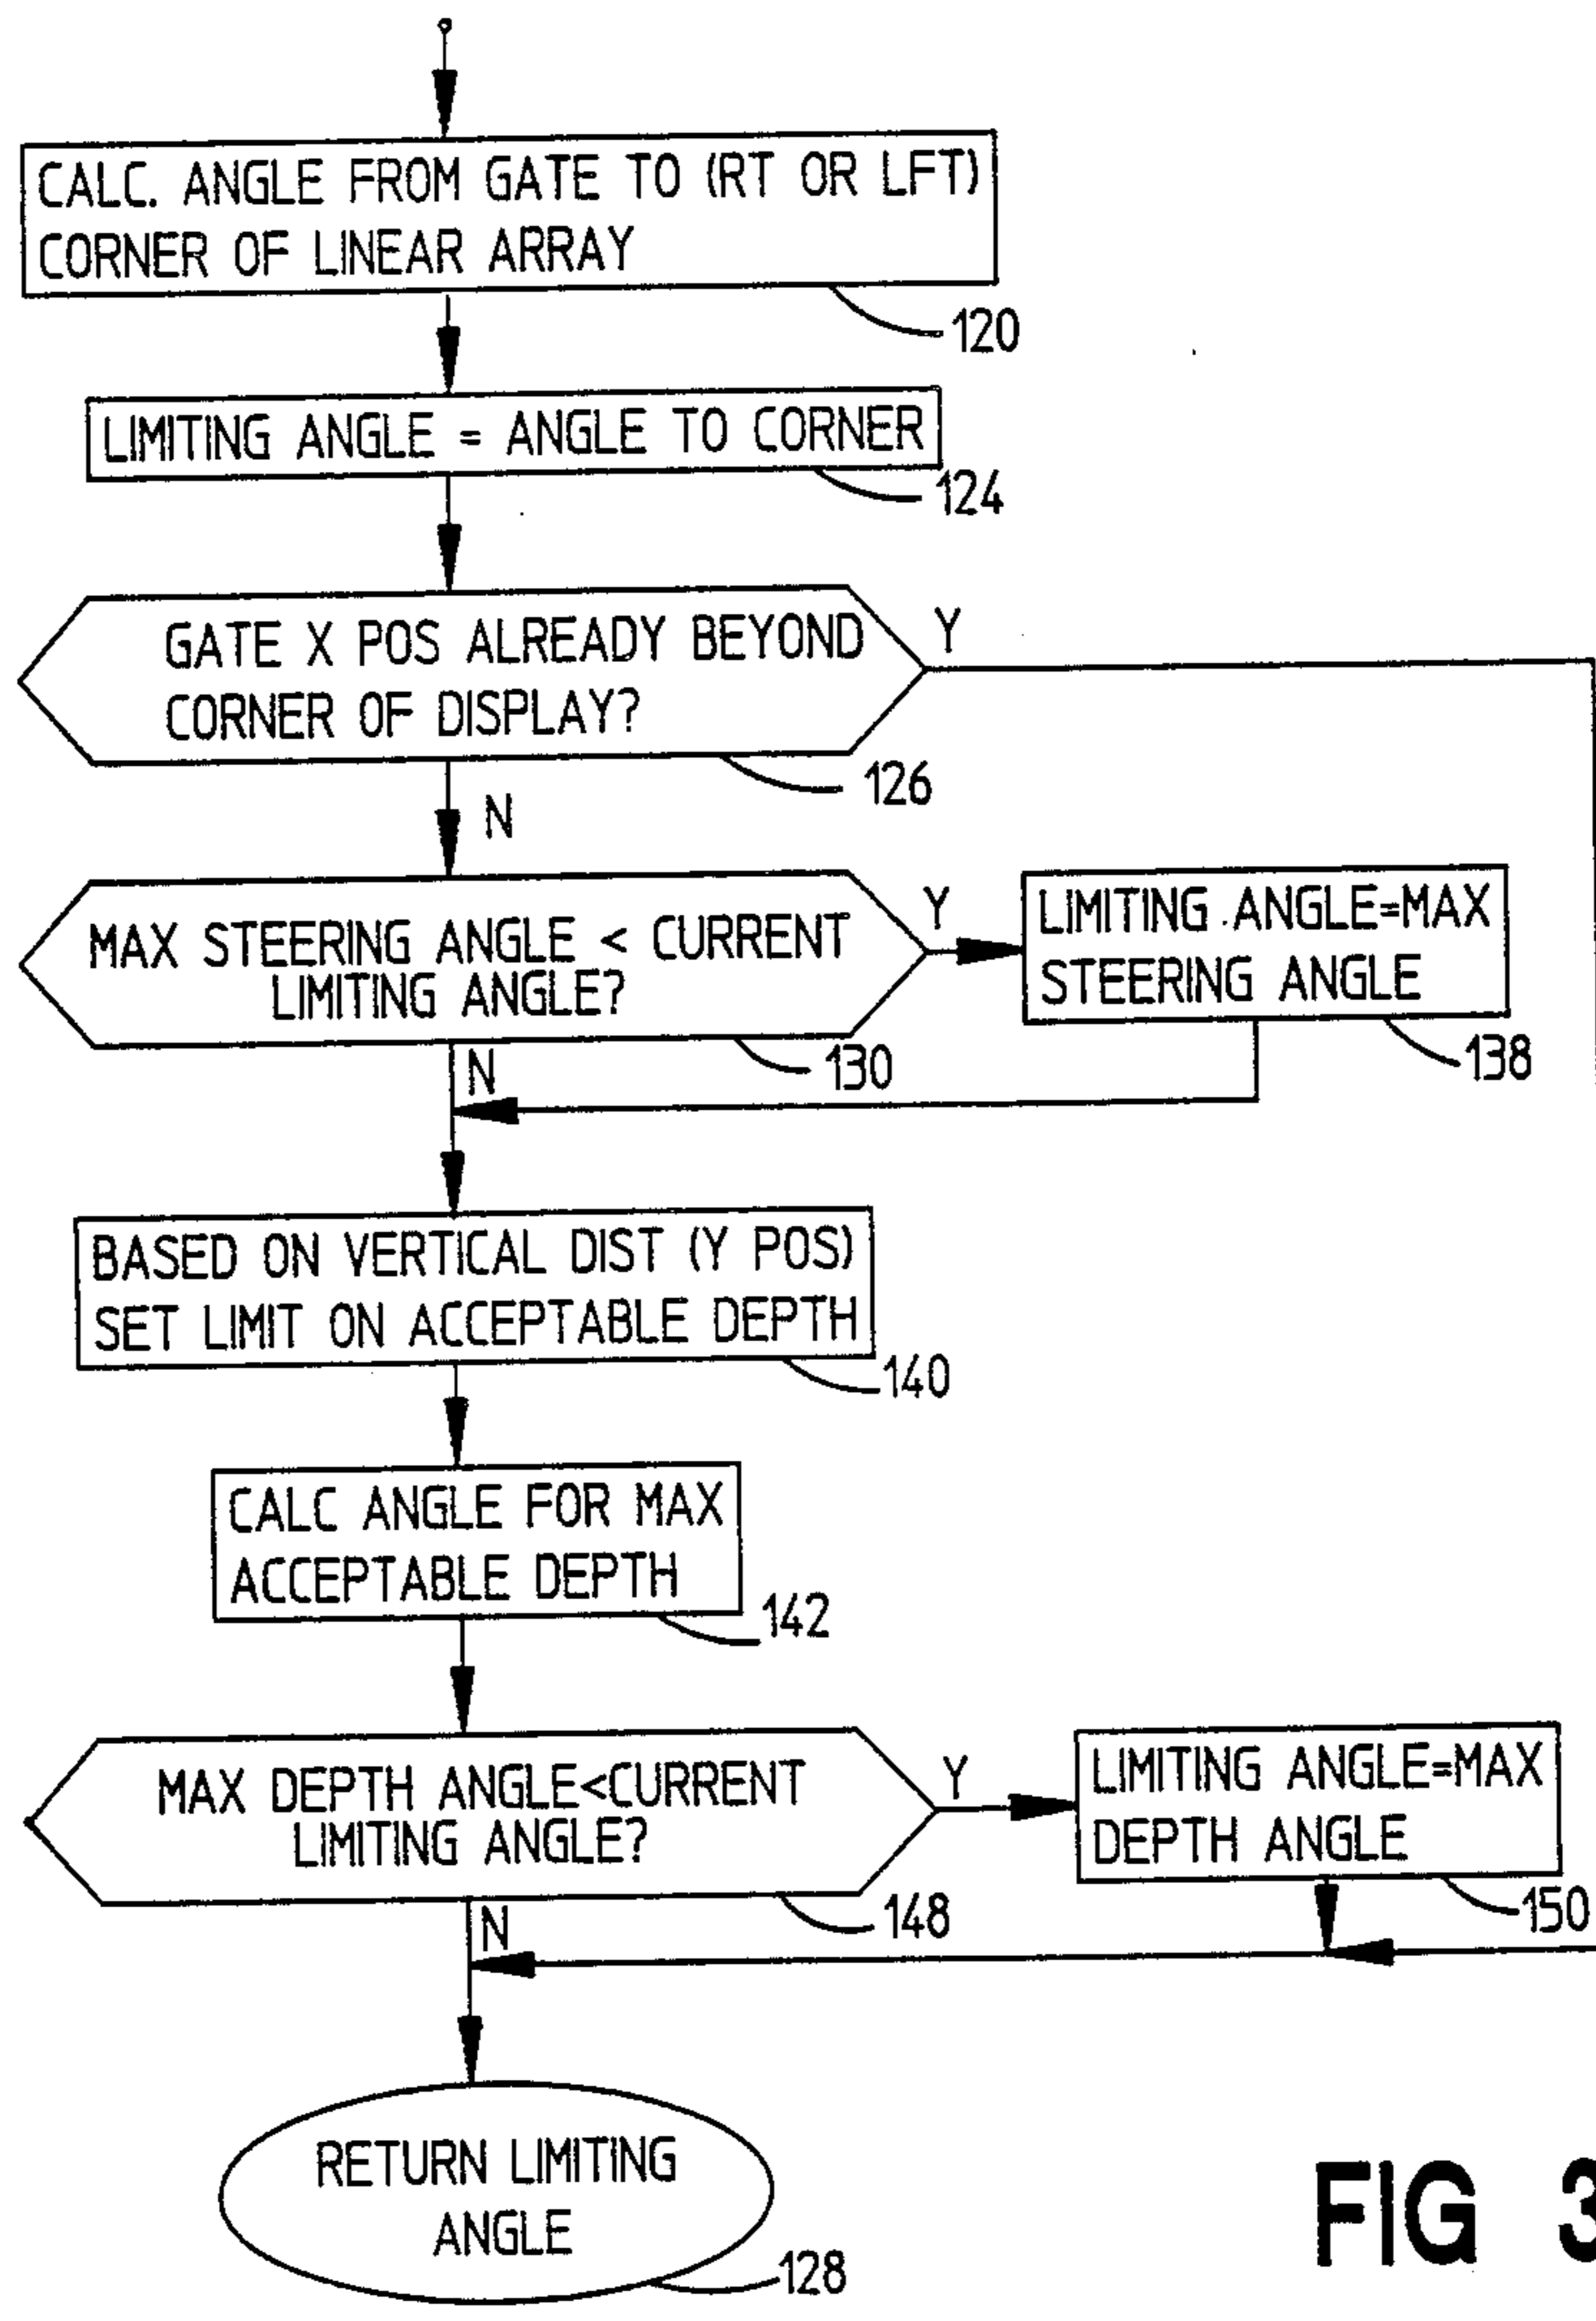 CALC. ANGLE FROM GATE TO (RT OR LFT)
CORNER OF LINEAR ARRAY
120
LIMITING ANGLE = ANGLE TO CORNER
124
GATE X POS ALREADY BEYOND
CORNER OF DISPLAY?
Y
126
N
MAX STEERING ANGLE < CURRENT
LIMITING ANGLE?
Y
130
N
LIMITING ANGLE=MAX
STEERING ANGLE
138
BASED ON VERTICAL DIST (Y POS)
SET LIMIT ON ACCEPTABLE DEPTH
140
CALC ANGLE FOR MAX
ACCEPTABLE DEPTH
142
MAX DEPTH ANGLE<CURRENT
LIMITING ANGLE?
Y
148
N
LIMITING ANGLE=MAX
DEPTH ANGLE
150
RETURN LIMITING
ANGLE
128
FIG 3